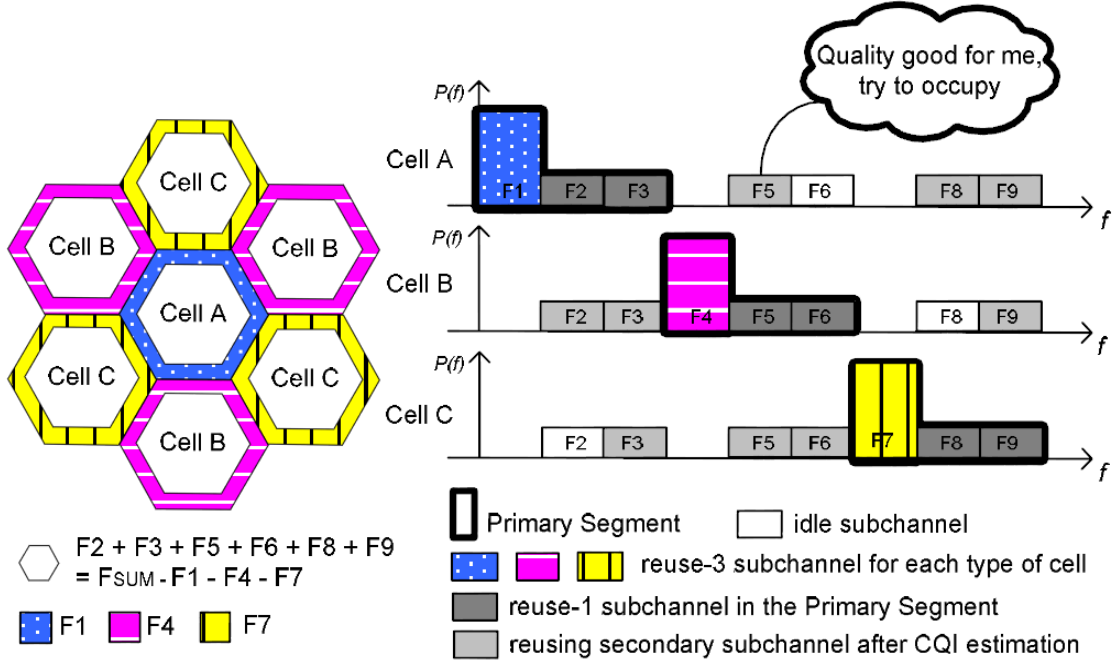 Quality good for me,
try to occupy
P(f)
Cell A
F1
F2
F3
F5
F6
F8
F9
f
P(f)
Cell B
F2
F3
F4
F5
F6
F8
F9
f
P(f)
Cell C
F2
F3
F5
F6
F7
F8
F9
f
Cell C
Cell B
Cell B
Cell A
Cell C
Cell C
Cell B
F2 + F3 + F5 + F6 + F8 + F9
= FSUM - F1 - F4 - F7
F1
F4
F7
Primary Segment
idle subchannel
reuse-3 subchannel for each type of cell
reuse-1 subchannel in the Primary Segment
reusing secondary subchannel after CQI estimation